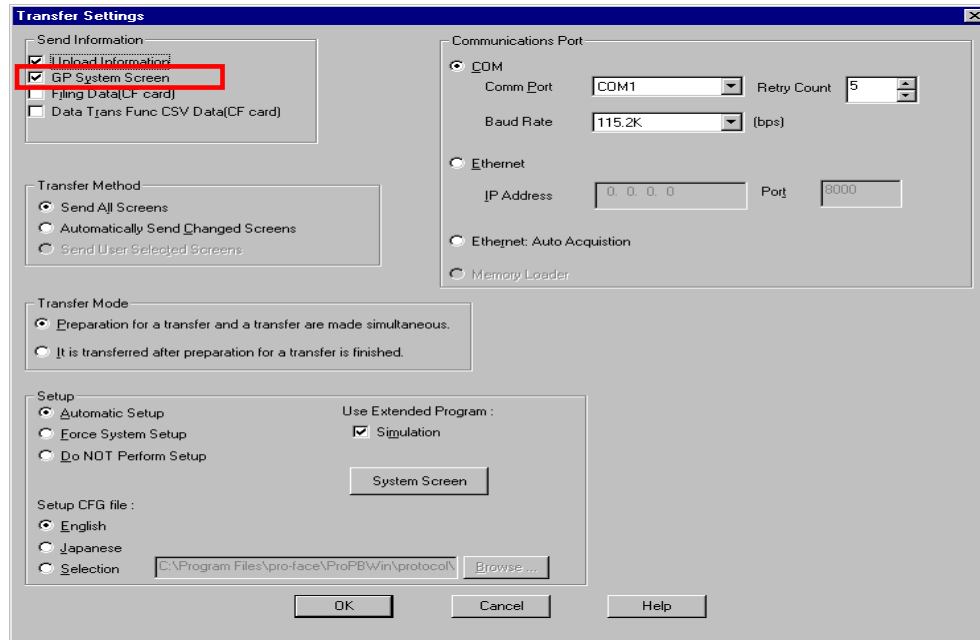 Transfer Settings
Send Information
Upload Information
GP System Screen
Filing Data(CF card)
Data Trans Func CSV Data(CF card)
Transfer Method
Send All Screens
Automatically Send Changed Screens
Send User Selected Screens
Transfer Mode
Preparation for a transfer and a transfer are made simultaneous.
It is transferred after preparation for a transfer is finished.
Communications Port
COM
Comm Port COM1 Retry Count 5
Baud Rate 115.2K (bps)
Ethernet
IP Address 0. 0. 0. 0 Port 8000
Ethernet: Auto Acquistion
Memory Loader
Setup
Automatic Setup
Force System Setup
Do NOT Perform Setup
Use Extended Program :
Simulation
System Screen
Setup CFG file :
English
Japanese
Selection C:\Program Files\pro-face\ProPBWin\protocol\ Browse ...
OK Cancel Help